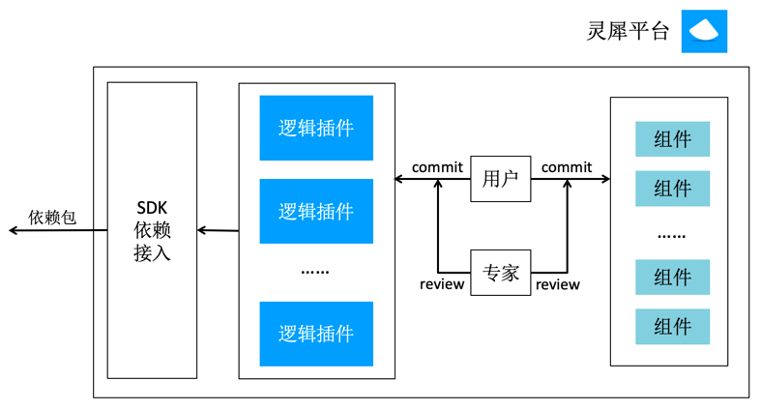 灵犀平台
依赖包
SDK
依赖
接入
逻辑插件
逻辑插件
……
逻辑插件
commit
用户
commit
review
专家
review
组件
组件
……
组件
组件